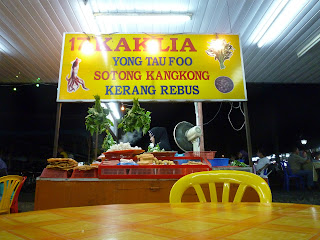 17 KAK LIA
YONG TAU FOO
SOTONG KANGKONG
KERANG REBUS